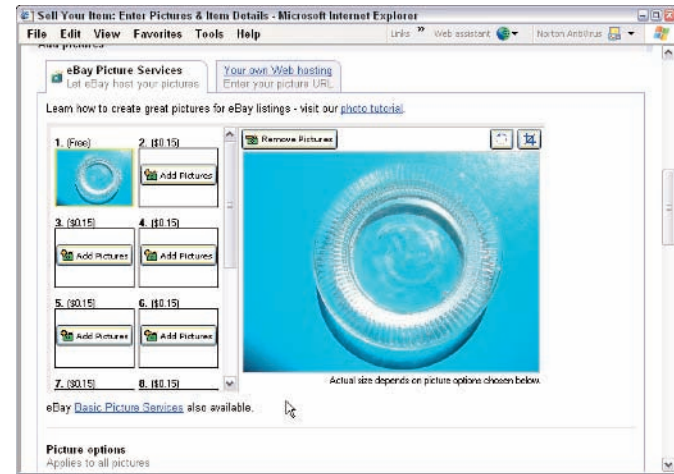 Sell Your Item: Enter Pictures & Item Details - Microsoft Internet Explorer
File Edit View Favorites Tools Help Links » Web assistant Norton AntiVirus
Add pictures
eBay Picture Services
Let eBay host your pictures
Your own Web hosting
Enter your picture URL
Learn how to create great pictures for eBay listings - visit our photo tutorial.
1. (Free) 2. ($0.15)
Remove Pictures
Add Pictures
3. ($0.15) 4. ($0.15)
Add Pictures Add Pictures
5. ($0.15) 6. ($0.15)
Add Pictures Add Pictures
7. ($0.15) 8. ($0.15)
Actual size depends on picture options chosen below.
eBay Basic Picture Services also available.
Picture options
Applies to all pictures